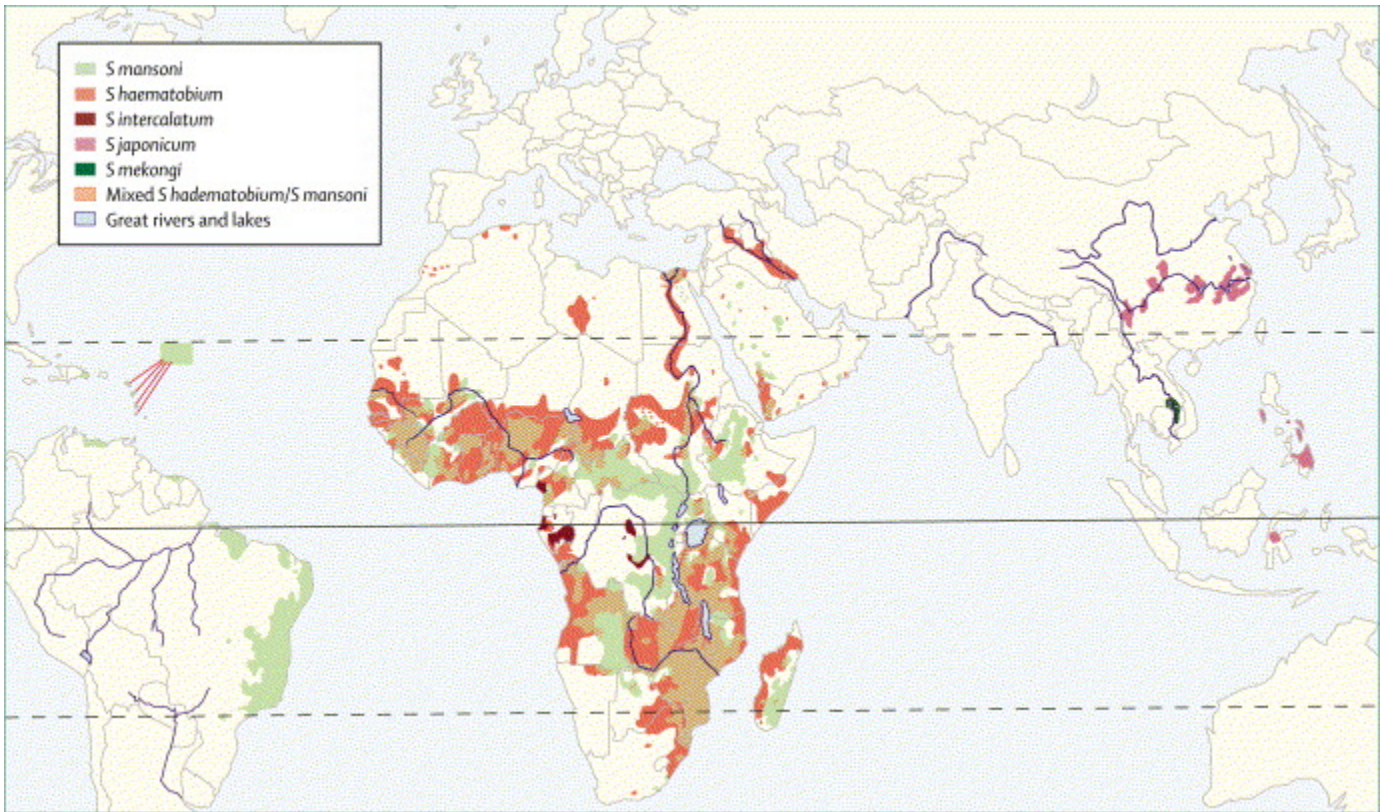 S mansoni
S haematobium
S intercalatum
S japonicum
S mekongi
Mixed S hadematobium/S mansoni
Great rivers and lakes